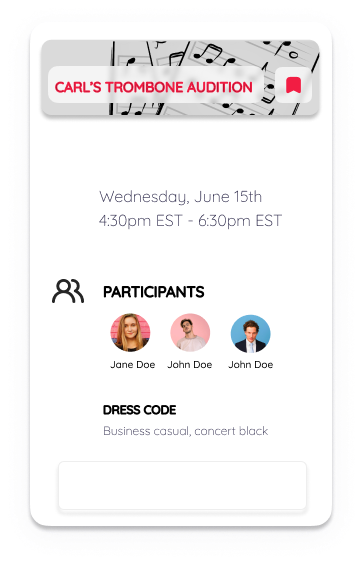 CARL'S TROMBONE AUDITION
Wednesday, June 15th
4:30pm EST - 6:30pm EST
PARTICIPANTS
Jane Doe John Doe John Doe
DRESS CODE
Business casual, concert black